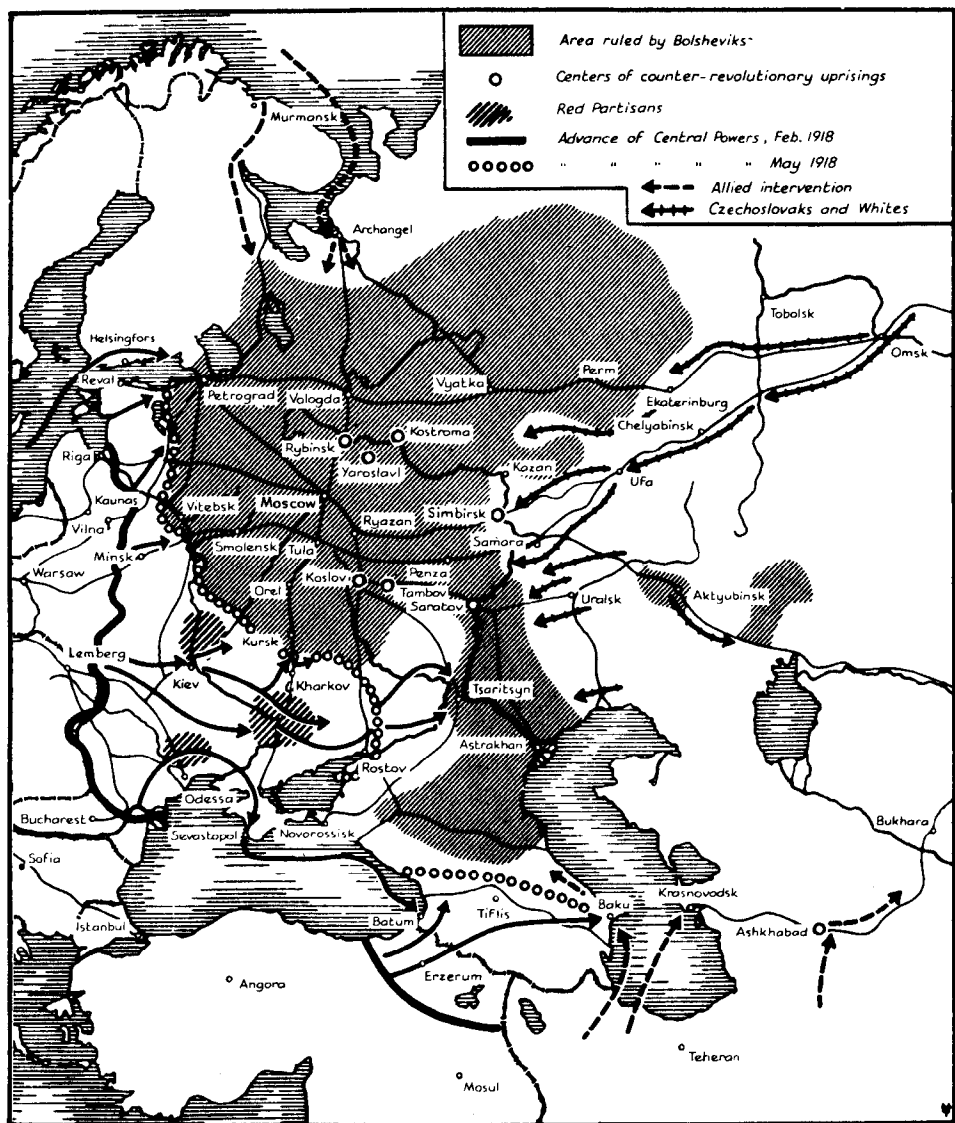 Area ruled by Bolsheviks
Centers of counter-revolutionary uprisings
Red Partisans
Advance of Central Powers, Feb. 1918
" " " " " May 1918
Allied intervention
Czechoslovaks and Whites
Murmansk
Archangel
Tobolsk
Omsk
Helsingfors
Reval
Petrograd
Vologda
Vyatka
Perm
Ekaterinburg
Chelyabinsk
Rybinsk
Kostroma
Yaroslavl
Riga
Kazan
Ufa
Kaunas
Vitebsk
Moscow
Vilna
Ryazan
Simbirsk
Minsk
Smolensk
Tula
Samara
Warsaw
Koslov
Penza
Tambov
Orel
Saratov
Uralsk
Aktyubinsk
Kursk
Lemberg
Kiev
Kharkov
Tsaritsyn
Astrakhan
Rostov
Odessa
Bucharest
Sievastopol
Novorossisk
Bukhara
Sofia
Krasnovodsk
Baku
Istanbul
Batum
Tiflis
Ashkhabad
Erzerum
Angora
Teheran
Mosul